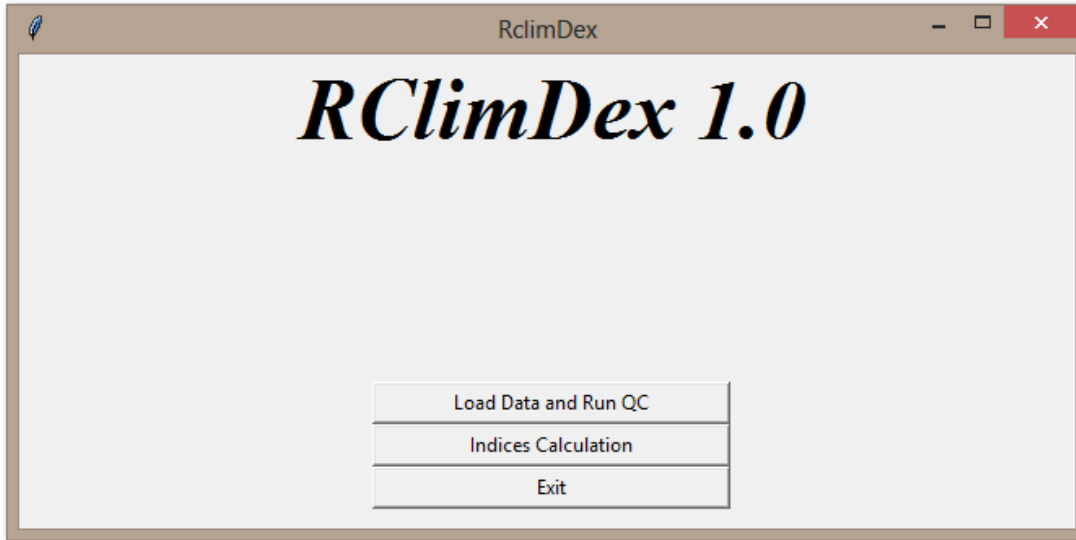 RclimDex
RClimDex 1.0
Load Data and Run QC
Indices Calculation
Exit